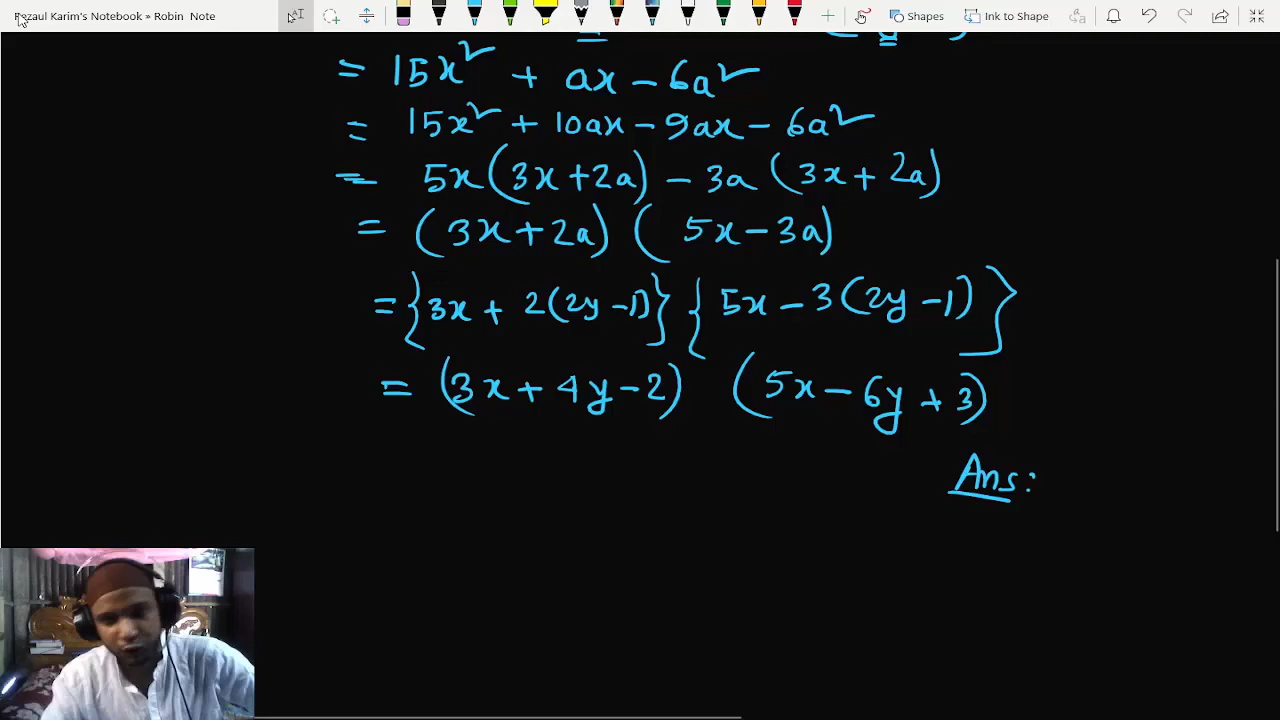 Rezaul Karim's Notebook » Robin Note
Shapes Ink to Shape
= 15x² + ax - 6a²
= 15x² + 10ax - 9ax - 6a²
= 5x(3x+2a) - 3a (3x+2a)
= (3x+2a) (5x-3a)
= {3x + 2(2y-1)} {5x - 3(2y-1)}
= (3x+4y-2) (5x-6y+3)
Ans: